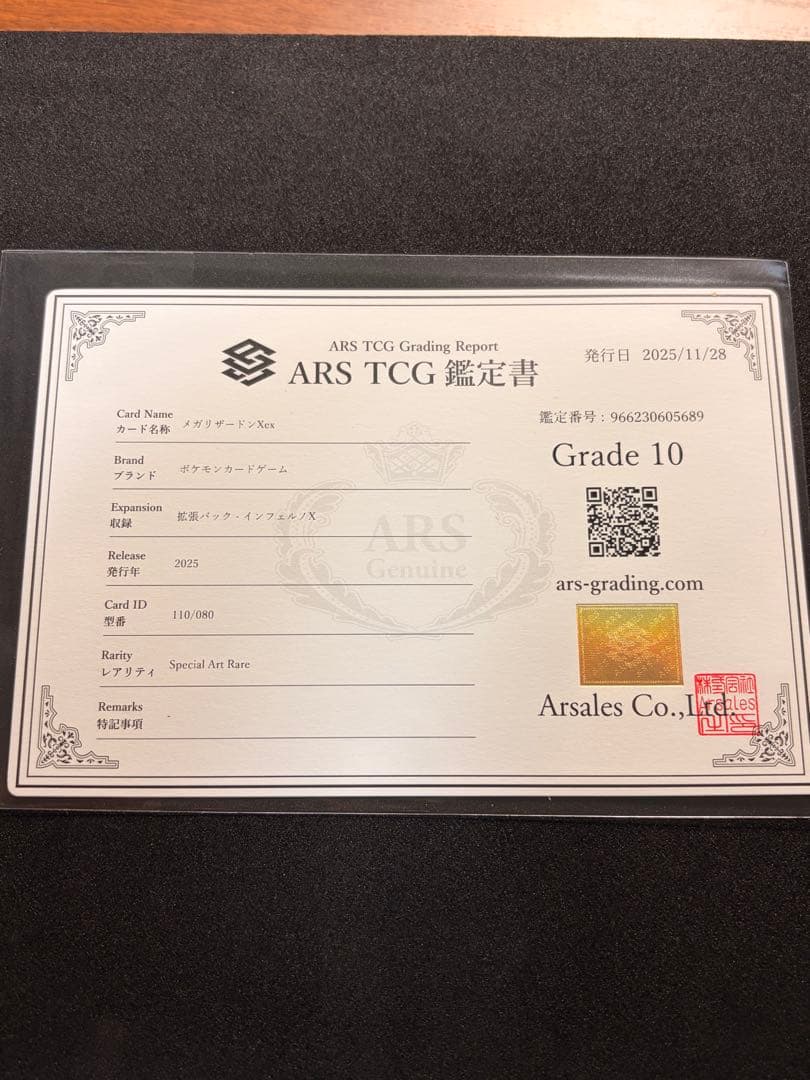 ARS TCG Grading Report
ARS TCG 鑑定書
発行日 2025/11/28
Card Name
カード名称 メガリザードンXex
Brand
ブランド ポケモンカードゲーム
Expansion
収録 拡張パック - インフェルノX
Release
発行年 2025
Card ID
型番 110/080
Rarity
レアリティ Special Art Rare
Remarks
特記事項 -
鑑定番号：966230605689
Grade 10
ars-grading.com
Arsales Co.,Ltd.
ARS
Genuine
株式会社
Arsales